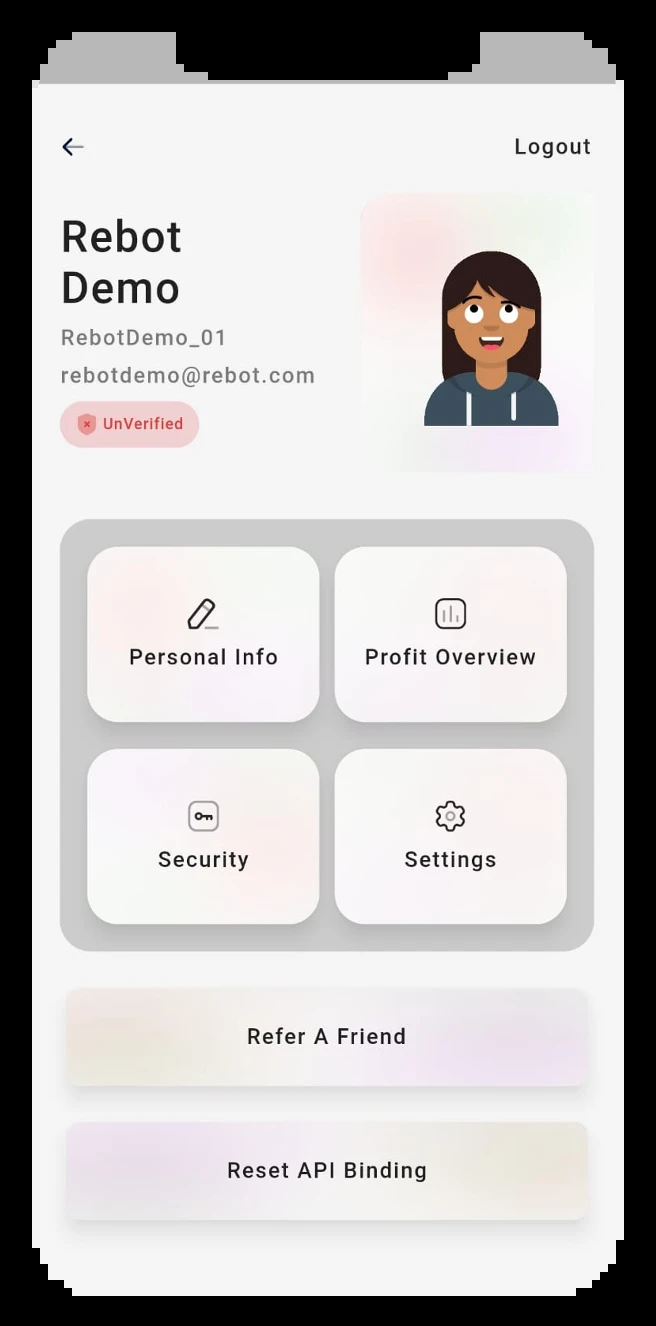 Logout
Rebot
Demo
RebotDemo_01
rebotdemo@rebot.com
UnVerified
Personal Info
Profit Overview
Security
Settings
Refer A Friend
Reset API Binding